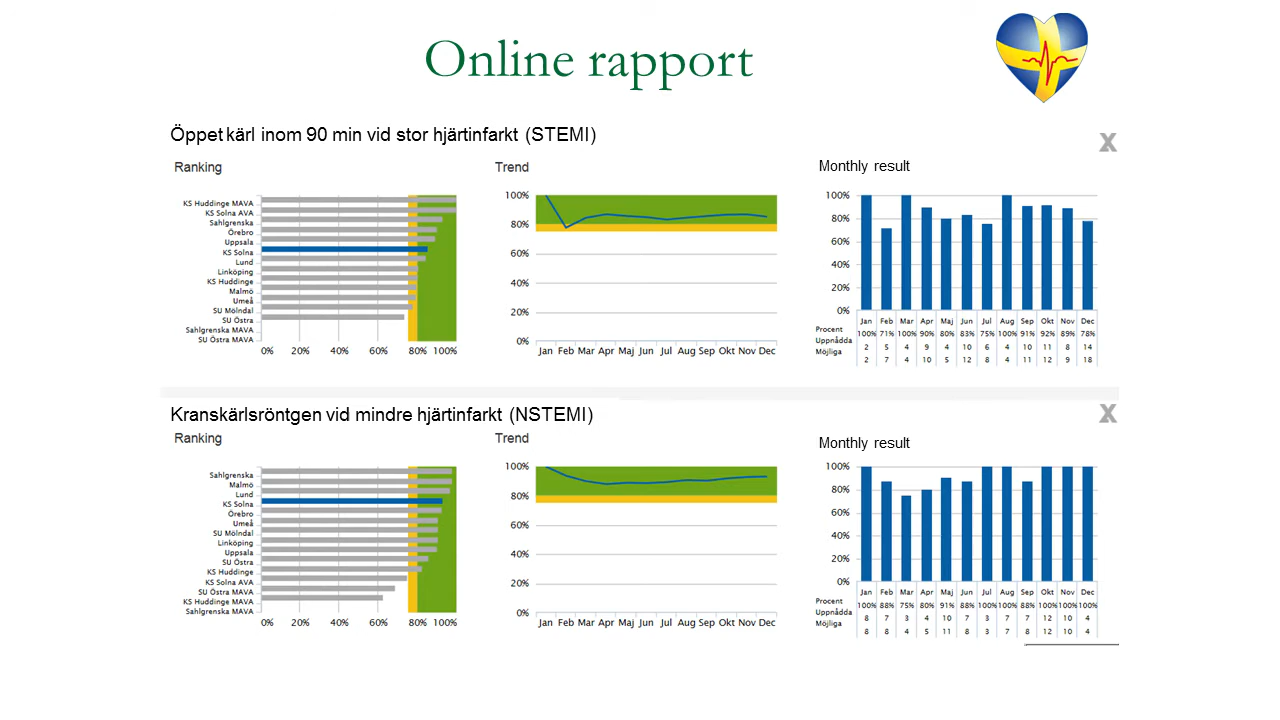 Online rapport
Öppet kärl inom 90 min vid stor hjärtinfarkt (STEMI)
X
Ranking
Trend
Monthly result
KS Huddinge MAVA
KS Solna AVA
Sahlgrenska
Örebro
Uppsala
KS Solna
Lund
Linköping
KS Huddinge
Malmö
Umeå
SU Mölndal
SU Östra
Sahlgrenska MAVA
SU Östra MAVA
0% 20% 40% 60% 80% 100%
100%
80%
60%
40%
20%
0%
Jan Feb Mar Apr Maj Jun Jul Aug Sep Okt Nov Dec
100%
80%
60%
40%
20%
0%
Jan Feb Mar Apr Maj Jun Jul Aug Sep Okt Nov Dec
Procent 100% 71% 100% 90% 80% 83% 75% 100% 91% 92% 89% 78%
Uppnådda 2 5 4 9 4 10 6 4 10 11 8 14
Möjliga 2 7 4 10 5 12 8 4 11 12 9 18
Kranskärlsröntgen vid mindre hjärtinfarkt (NSTEMI)
X
Ranking
Trend
Monthly result
Sahlgrenska
Malmö
Lund
KS Solna
Örebro
Umeå
SU Mölndal
Linköping
Uppsala
SU Östra
KS Huddinge
KS Solna AVA
SU Östra MAVA
KS Huddinge MAVA
Sahlgrenska MAVA
0% 20% 40% 60% 80% 100%
100%
80%
60%
40%
20%
0%
Jan Feb Mar Apr Maj Jun Jul Aug Sep Okt Nov Dec
100%
80%
60%
40%
20%
0%
Jan Feb Mar Apr Maj Jun Jul Aug Sep Okt Nov Dec
Procent 100% 88% 75% 80% 91% 88% 100% 100% 88% 100% 100% 100%
Uppnådda 8 7 3 4 10 7 3 7 7 12 10 4
Möjliga 8 8 4 5 11 8 3 7 8 12 10 4